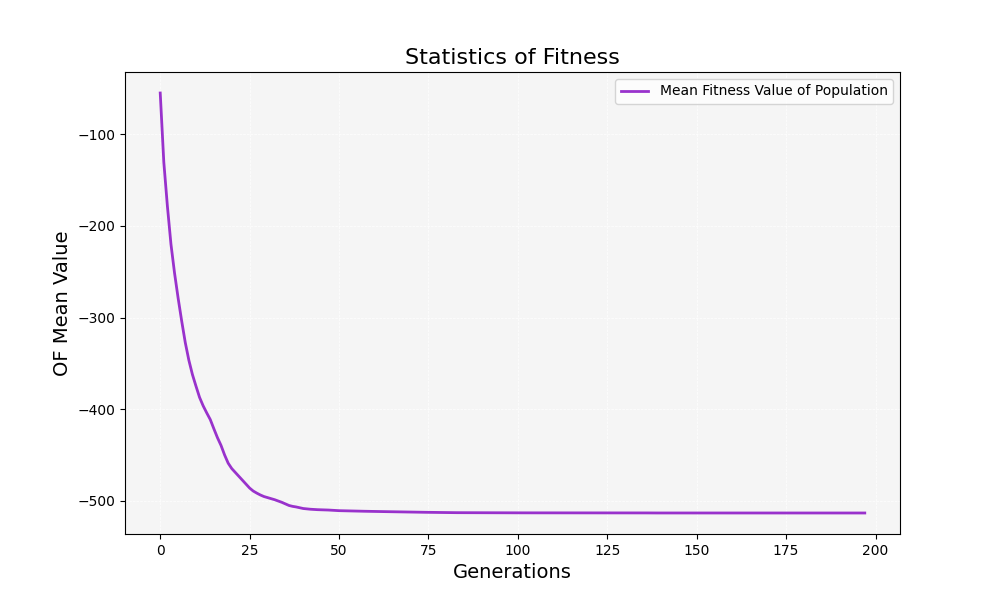 Statistics of Fitness
Mean Fitness Value of Population
OF Mean Value
−100
−200
−300
−400
−500
0 25 50 75 100 125 150 175 200
Generations